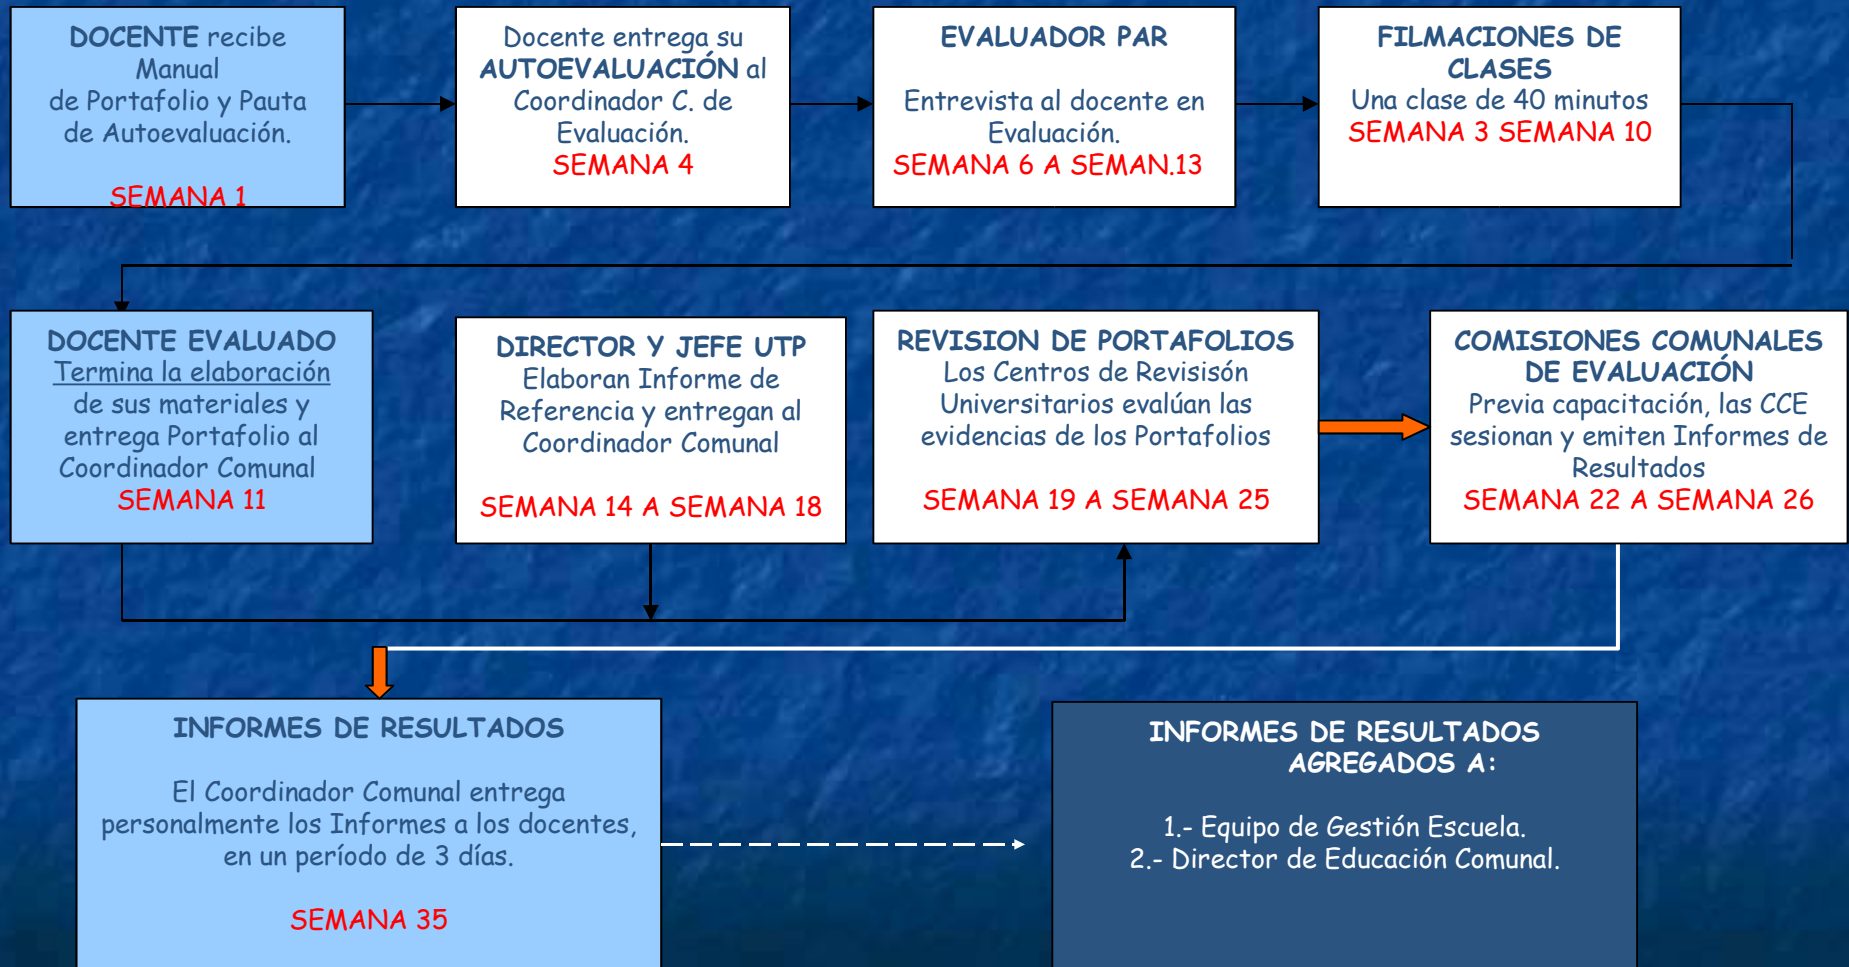 DOCENTE recibe
Manual
de Portafolio y Pauta
de Autoevaluación.
SEMANA 1
Docente entrega su
AUTOEVALUACIÓN al
Coordinador C. de
Evaluación.
SEMANA 4
EVALUADOR PAR
Entrevista al docente en
Evaluación.
SEMANA 6 A SEMAN.13
FILMACIONES DE
CLASES
Una clase de 40 minutos
SEMANA 3 SEMANA 10
DOCENTE EVALUADO
Termina la elaboración
de sus materiales y
entrega Portafolio al
Coordinador Comunal
SEMANA 11
DIRECTOR Y JEFE UTP
Elaboran Informe de
Referencia y entregan al
Coordinador Comunal
SEMANA 14 A SEMANA 18
REVISION DE PORTAFOLIOS
Los Centros de Revisisón
Universitarios evalúan las
evidencias de los Portafolios
SEMANA 19 A SEMANA 25
COMISIONES COMUNALES
DE EVALUACIÓN
Previa capacitación, las CCE
sesionan y emiten Informes de
Resultados
SEMANA 22 A SEMANA 26
INFORMES DE RESULTADOS
El Coordinador Comunal entrega
personalmente los Informes a los docentes,
en un período de 3 días.
SEMANA 35
INFORMES DE RESULTADOS
AGREGADOS A:
1.- Equipo de Gestión Escuela.
2.- Director de Educación Comunal.